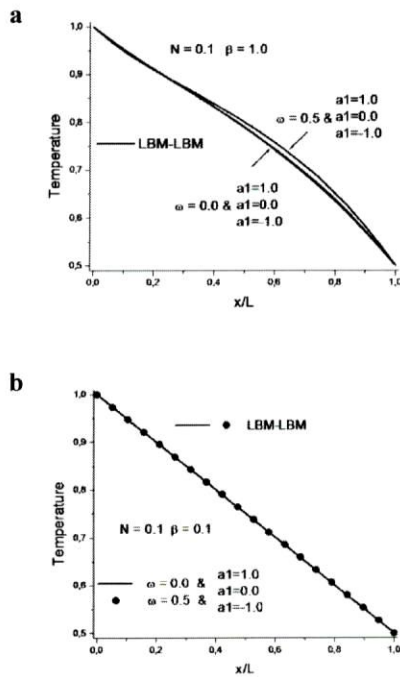 a
N = 0.1 β = 1.0
a1=1.0
ω = 0.5 & a1=0.0
a1=-1.0
LBM-LBM
a1=1.0
ω = 0.0 & a1=0.0
a1=-1.0
Temperature
1,0
0,9
0,8
0,7
0,6
0,5
0,0 0,2 0,4 0,6 0,8 1,0
x/L
b
LBM-LBM
N = 0.1 β = 0.1
a1=1.0
ω = 0.0 & a1=0.0
ω = 0.5 & a1=-1.0
Temperature
1,0
0,9
0,8
0,7
0,6
0,5
0,0 0,2 0,4 0,6 0,8 1,0
x/L